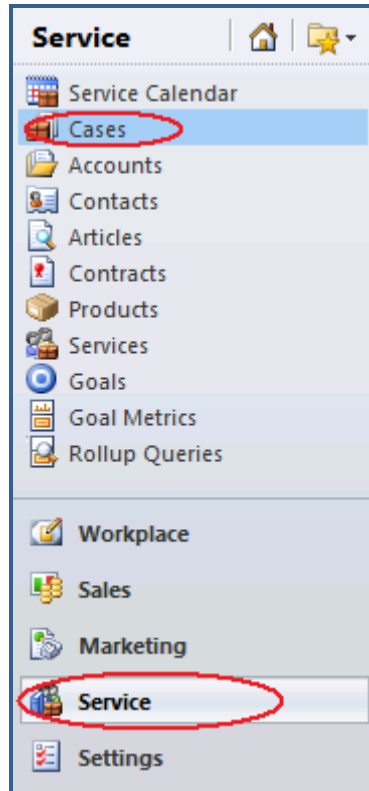 Service
Service Calendar
Cases
Accounts
Contacts
Articles
Contracts
Products
Services
Goals
Goal Metrics
Rollup Queries
Workplace
Sales
Marketing
Service
Settings